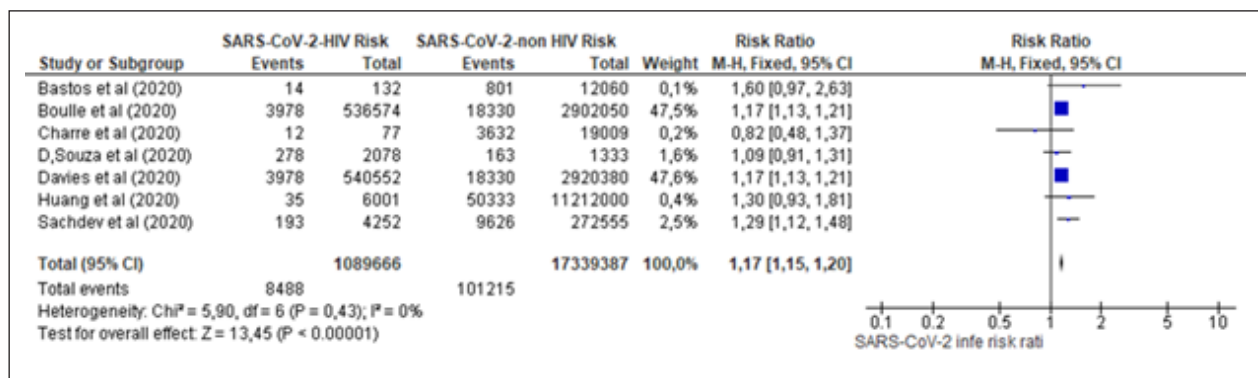 SARS-CoV-2-HIV Risk SARS-CoV-2-non HIV Risk Risk Ratio Risk Ratio
Study or Subgroup Events Total Events Total Weight M-H, Fixed, 95% CI M-H, Fixed, 95% CI
Bastos et al (2020) 14 132 801 12060 0,1% 1,60 [0,97, 2,63]
Boulle et al (2020) 3978 536574 18330 2902050 47,5% 1,17 [1,13, 1,21]
Charre et al (2020) 12 77 3632 19009 0,2% 0,82 [0,48, 1,37]
D,Souza et al (2020) 278 2078 163 1333 1,6% 1,09 [0,91, 1,31]
Davies et al (2020) 3978 540552 18330 2920380 47,6% 1,17 [1,13, 1,21]
Huang et al (2020) 35 6001 50333 11212000 0,4% 1,30 [0,93, 1,81]
Sachdev et al (2020) 193 4252 9626 272555 2,5% 1,29 [1,12, 1,48]
Total (95% CI) 1089666 17339387 100,0% 1,17 [1,15, 1,20]
Total events 8488 101215
Heterogeneity: Chi² = 5,90, df = 6 (P = 0,43); I² = 0%
Test for overall effect: Z = 13,45 (P < 0.00001)
0.1 0.2 0.5 1 2 5 10
SARS-CoV-2 infe risk rati